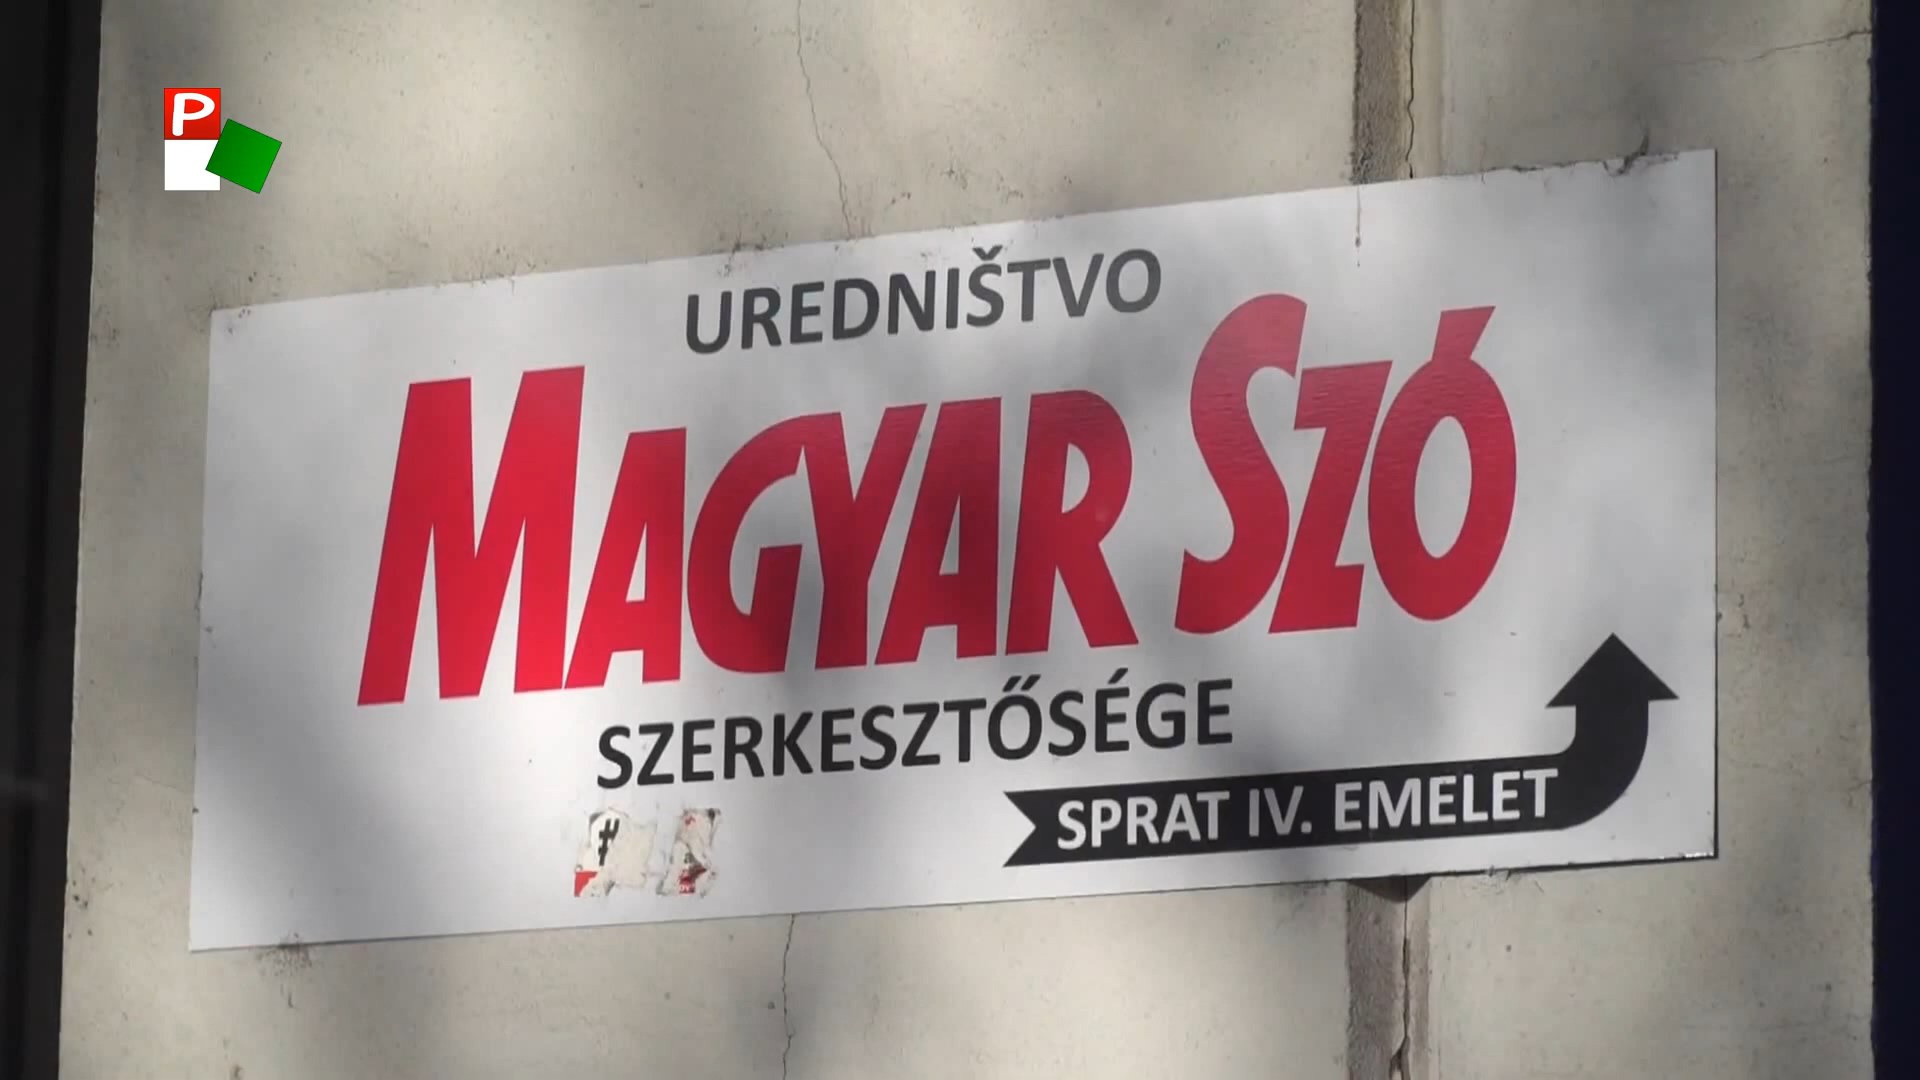 P
UREDNIŠTVO
MAGYAR SZÓ
SZERKESZTŐSÉGE
SPRAT IV. EMELET